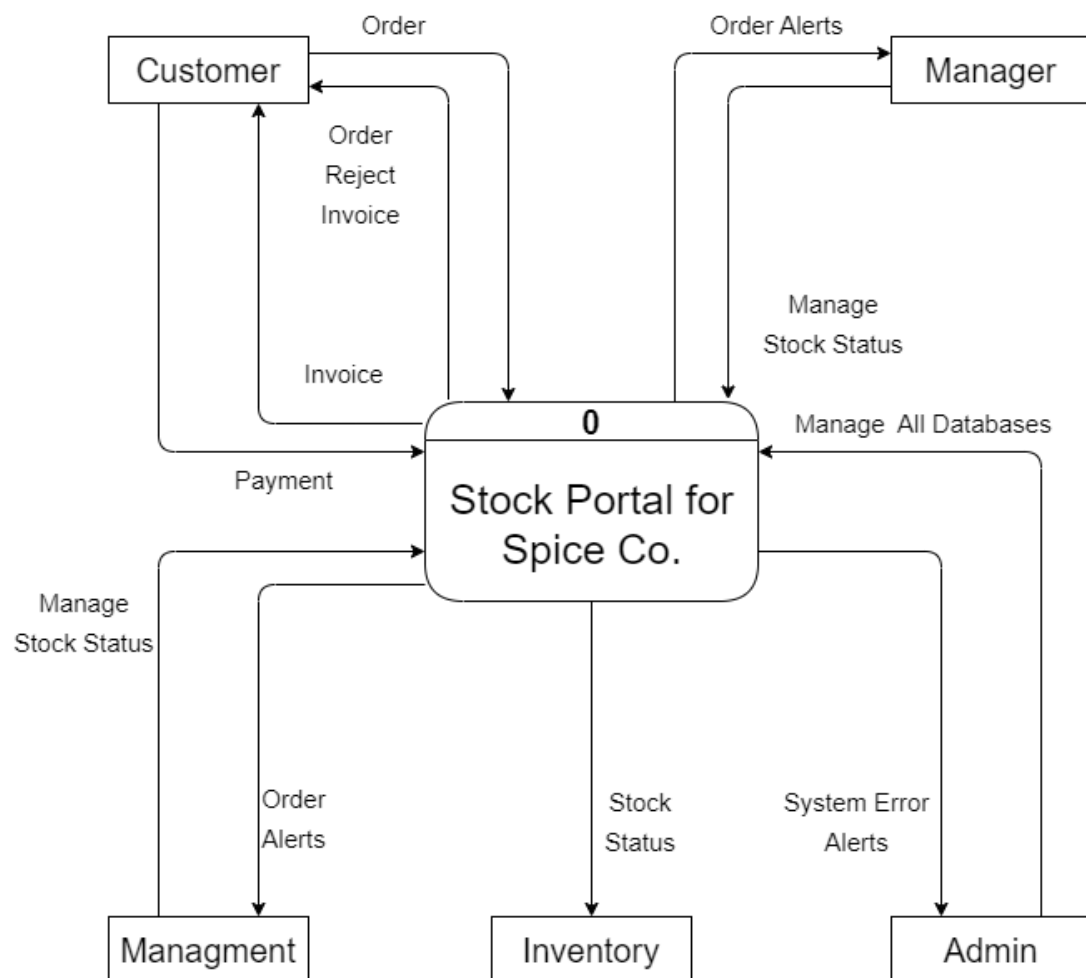 Order
Order Alerts
Customer
Manager
Order
Reject
Invoice
Manage
Stock Status
Invoice
0
Manage All Databases
Payment
Stock Portal for
Spice Co.
Manage
Stock Status
Order
Alerts
Stock
Status
System Error
Alerts
Managment
Inventory
Admin